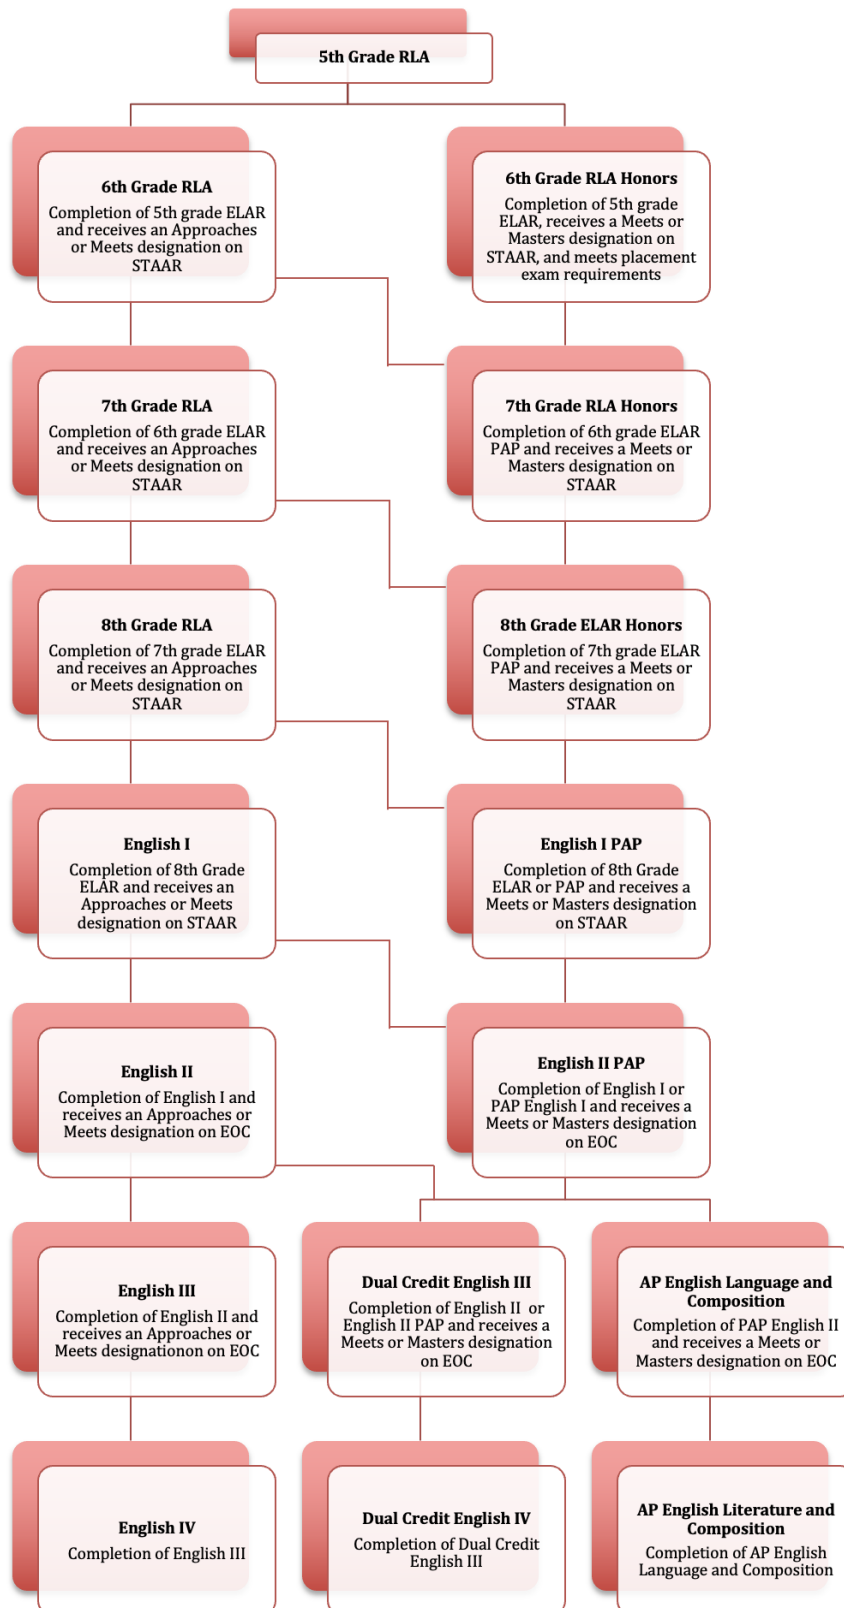 5th Grade RLA
6th Grade RLA
Completion of 5th grade ELAR
and receives an Approaches
or Meets designation on
STAAR
6th Grade RLA Honors
Completion of 5th grade
ELAR, receives a Meets or
Masters designation on
STAAR, and meets placement
exam requirements
7th Grade RLA
Completion of 6th grade ELAR
and receives an Approaches
or Meets designation on
STAAR
7th Grade RLA Honors
Completion of 6th grade ELAR
PAP and receives a Meets or
Masters designation on
STAAR
8th Grade RLA
Completion of 7th grade ELAR
and receives an Approaches
or Meets designation on
STAAR
8th Grade ELAR Honors
Completion of 7th grade ELAR
PAP and receives a Meets or
Masters designation on
STAAR
English I
Completion of 8th Grade
ELAR and receives an
Approaches or Meets
designation on STAAR
English I PAP
Completion of 8th Grade
ELAR or PAP and receives a
Meets or Masters designation
on STAAR
English II
Completion of English I and
receives an Approaches or
Meets designation on EOC
English II PAP
Completion of English I or
PAP English I and receives a
Meets or Masters designation
on EOC
English III
Completion of English II and
receives an Approaches or
Meets designationon on EOC
Dual Credit English III
Completion of English II or
English II PAP and receives a
Meets or Masters designation
on EOC
AP English Language and
Composition
Completion of PAP English II
and receives a Meets or
Masters designation on EOC
English IV
Completion of English III
Dual Credit English IV
Completion of Dual Credit
English III
AP English Literature and
Composition
Completion of AP English
Language and Composition